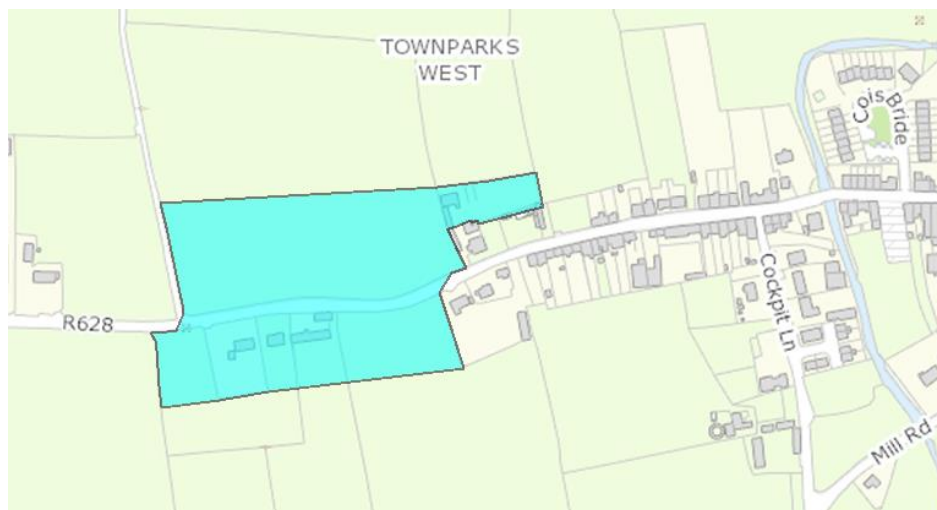 TOWNPARKS
WEST
Cois Bride
R628
Cockpit Ln
Mill Rd